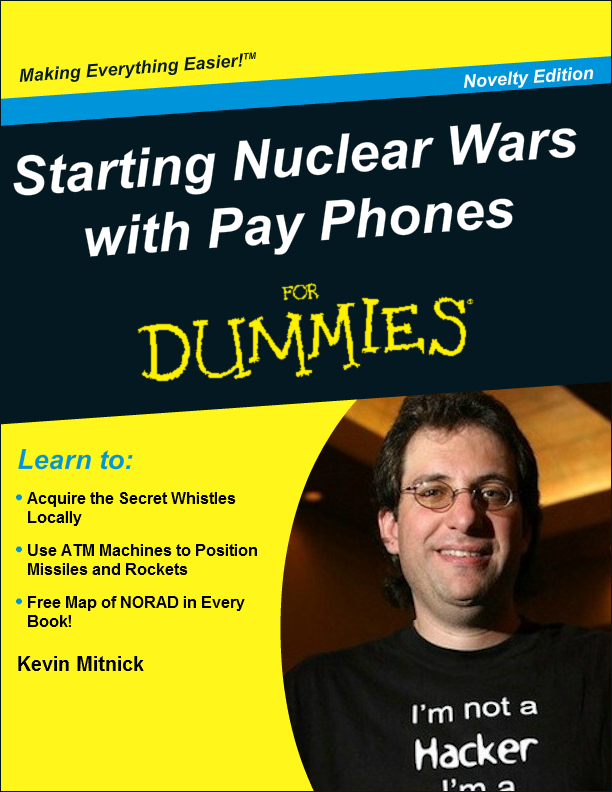 Making Everything Easier!™
Novelty Edition
Starting Nuclear Wars
with Pay Phones
FOR
DUMMIES®
Learn to:
• Acquire the Secret Whistles
Locally
• Use ATM Machines to Position
Missiles and Rockets
• Free Map of NORAD in Every
Book!
Kevin Mitnick
I'm not a
Hacker
I'm a